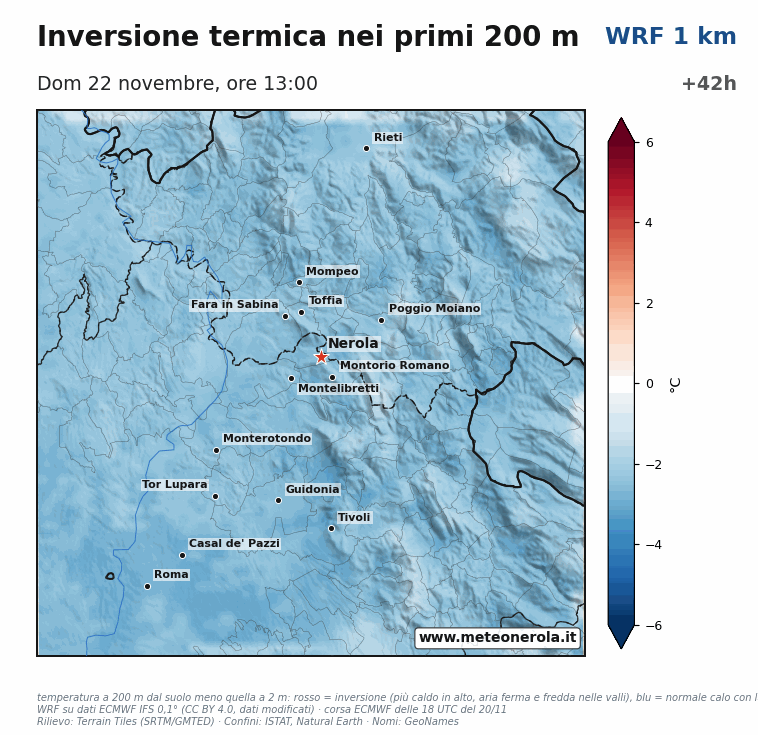 Inversione termica nei primi 200 m
WRF 1 km
Dom 22 novembre, ore 13:00
+42h
Rieti
Mompeo
Fara in Sabina
Toffia
Poggio Moiano
Nerola
Montorio Romano
Montelibretti
Monterotondo
Tor Lupara
Guidonia
Tivoli
Casal de' Pazzi
Roma
www.meteonerola.it
6
4
2
0
−2
−4
−6
°C
temperatura a 200 m dal suolo meno quella a 2 m: rosso = inversione (più caldo in alto, aria ferma e fredda nelle valli), blu = normale calo con l
WRF su dati ECMWF IFS 0,1° (CC BY 4.0, dati modificati) · corsa ECMWF delle 18 UTC del 20/11
Rilievo: Terrain Tiles (SRTM/GMTED) · Confini: ISTAT, Natural Earth · Nomi: GeoNames